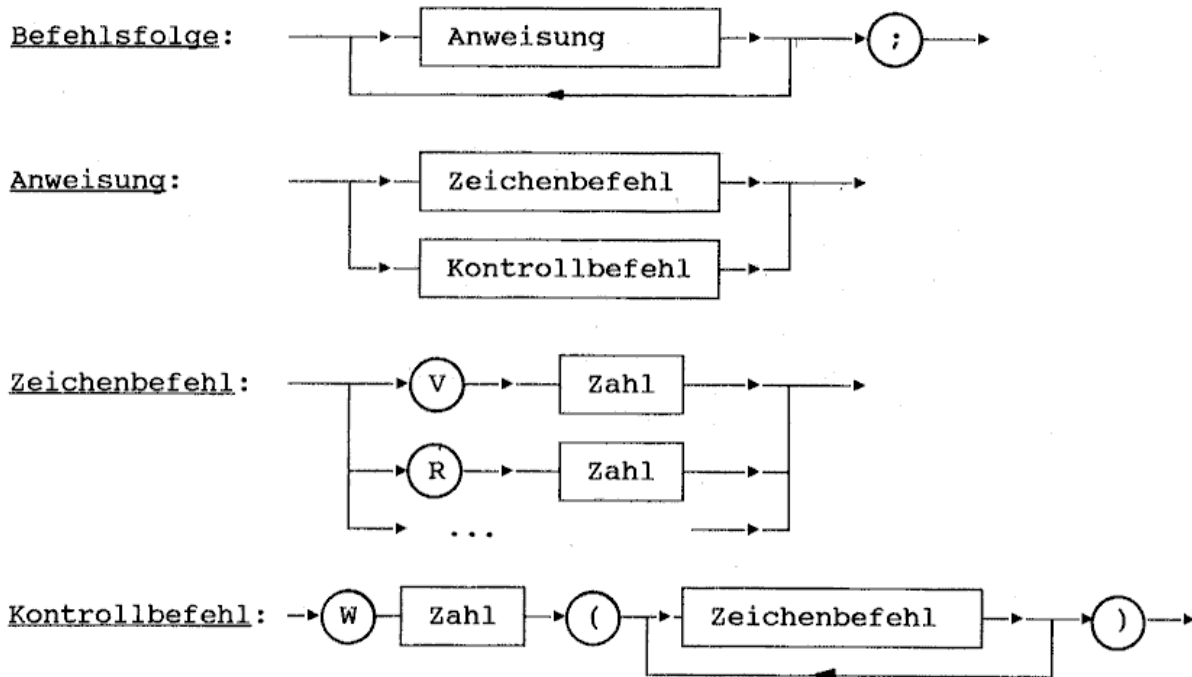 Befehlsfolge: Anweisung ;
Anweisung: Zeichenbefehl
Kontrollbefehl
Zeichenbefehl: V Zahl
R Zahl
...
Kontrollbefehl: W Zahl ( Zeichenbefehl )